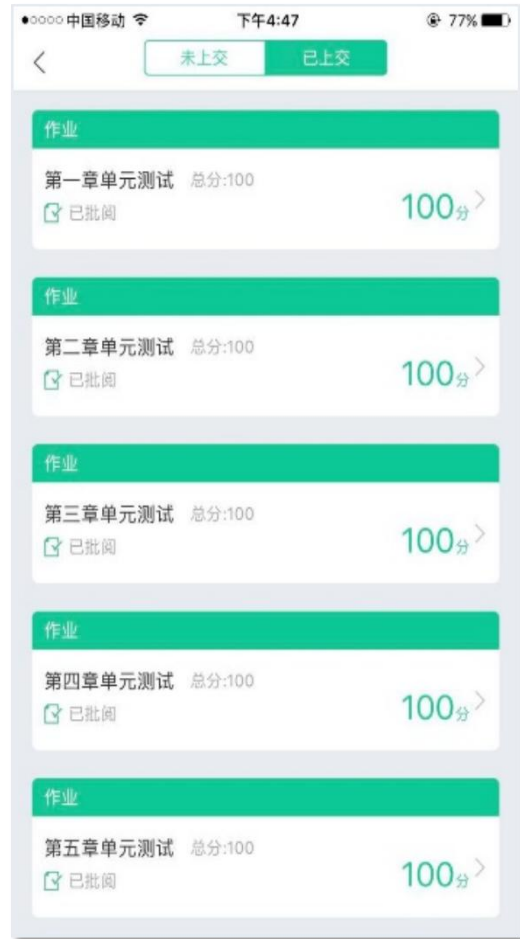 中国移动 下午4:47 77%
未上交 已上交
作业
第一章单元测试 总分:100
已批阅 100分
作业
第二章单元测试 总分:100
已批阅 100分
作业
第三章单元测试 总分:100
已批阅 100分
作业
第四章单元测试 总分:100
已批阅 100分
作业
第五章单元测试 总分:100
已批阅 100分